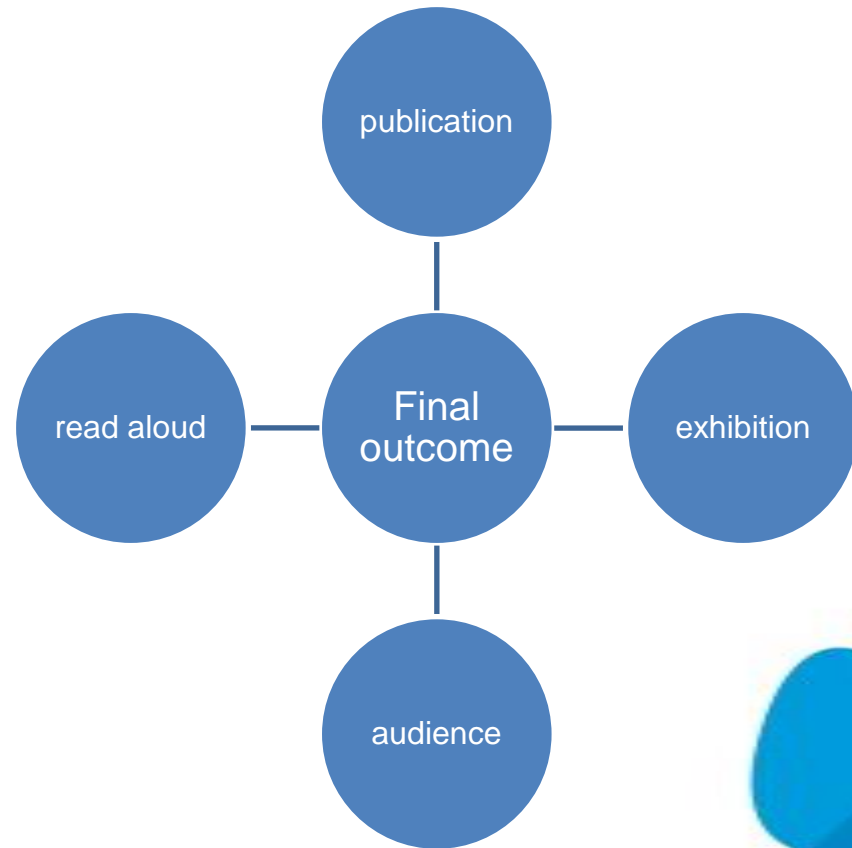 publication
read aloud
Final
outcome
exhibition
audience